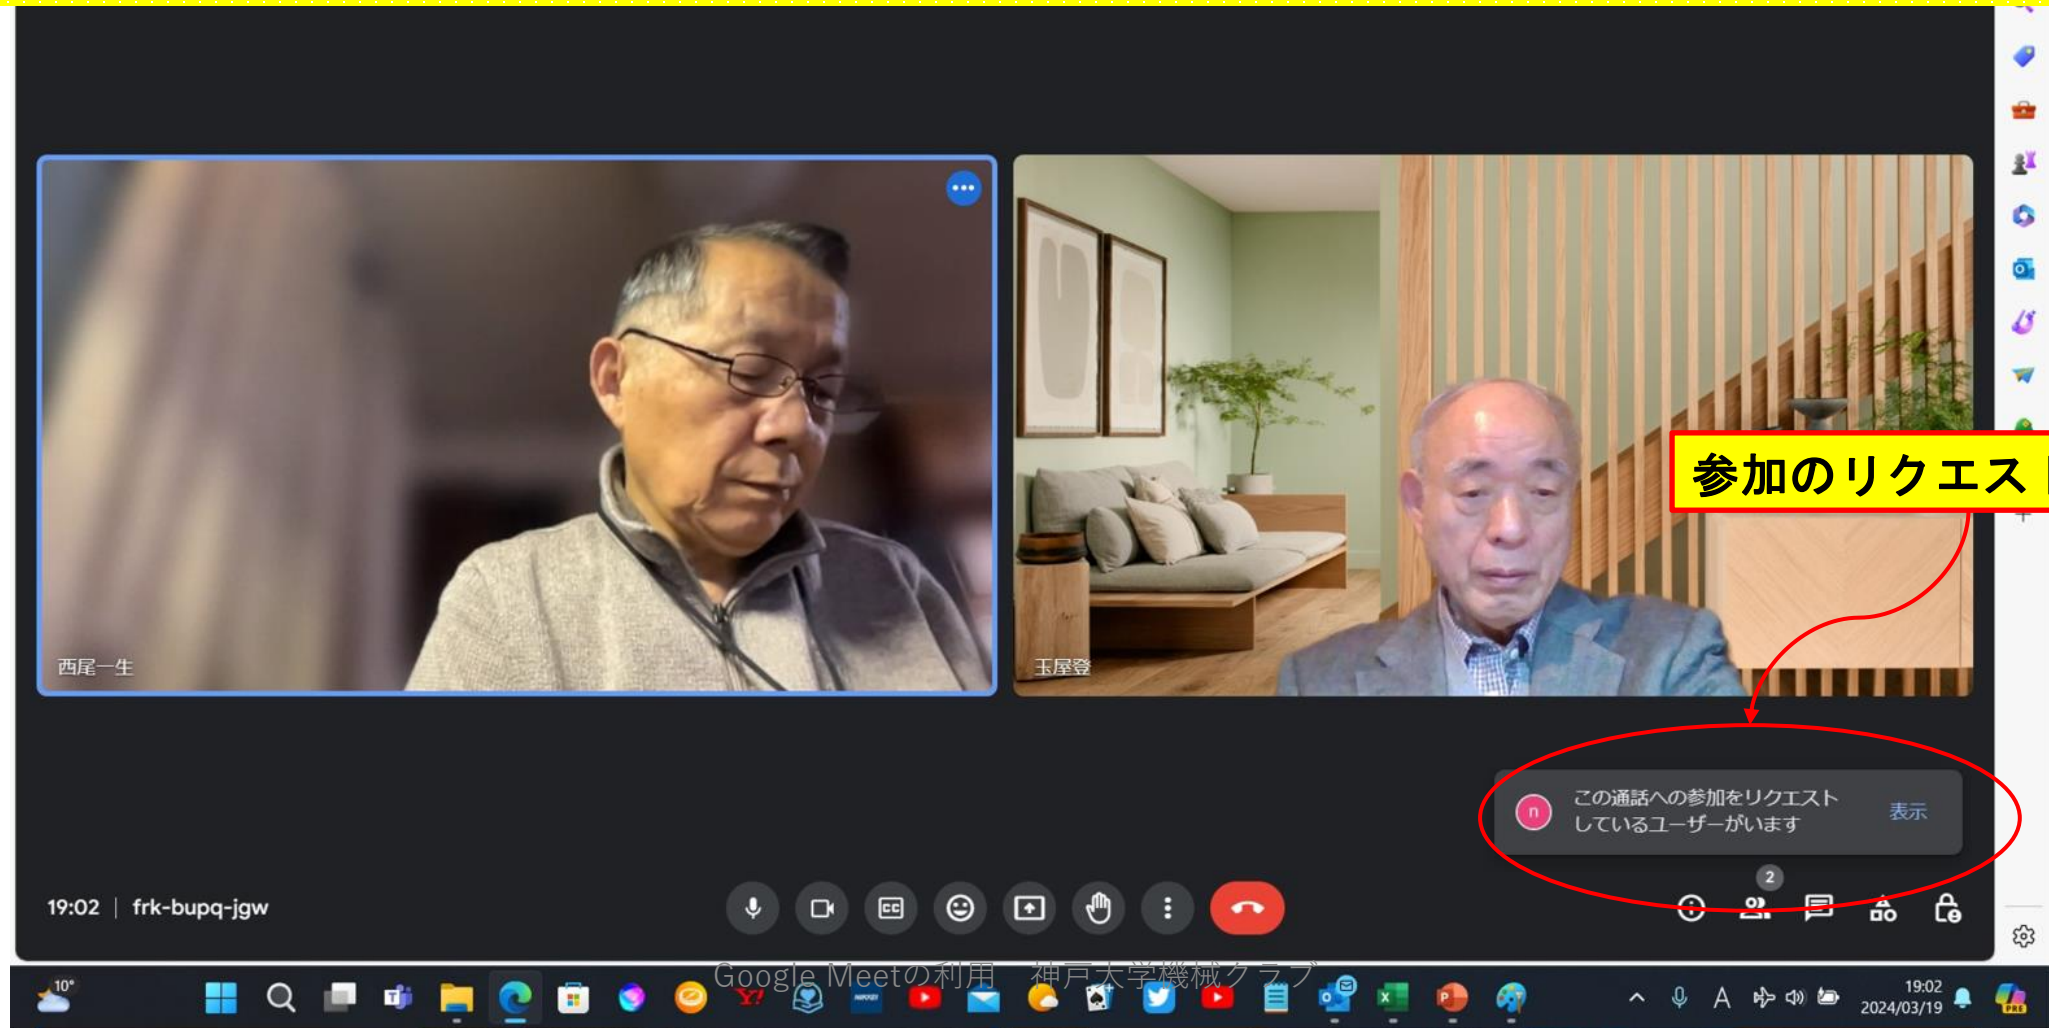 参加のリクエスト
西尾一生
玉屋登
n
この通話への参加をリクエスト
しているユーザーがいます
表示
2
19:02 | frk-bupq-jgw
CC
Google Meetの利用 神戸大学機械クラブ
10°
A
19:02
2024/03/19
PRE